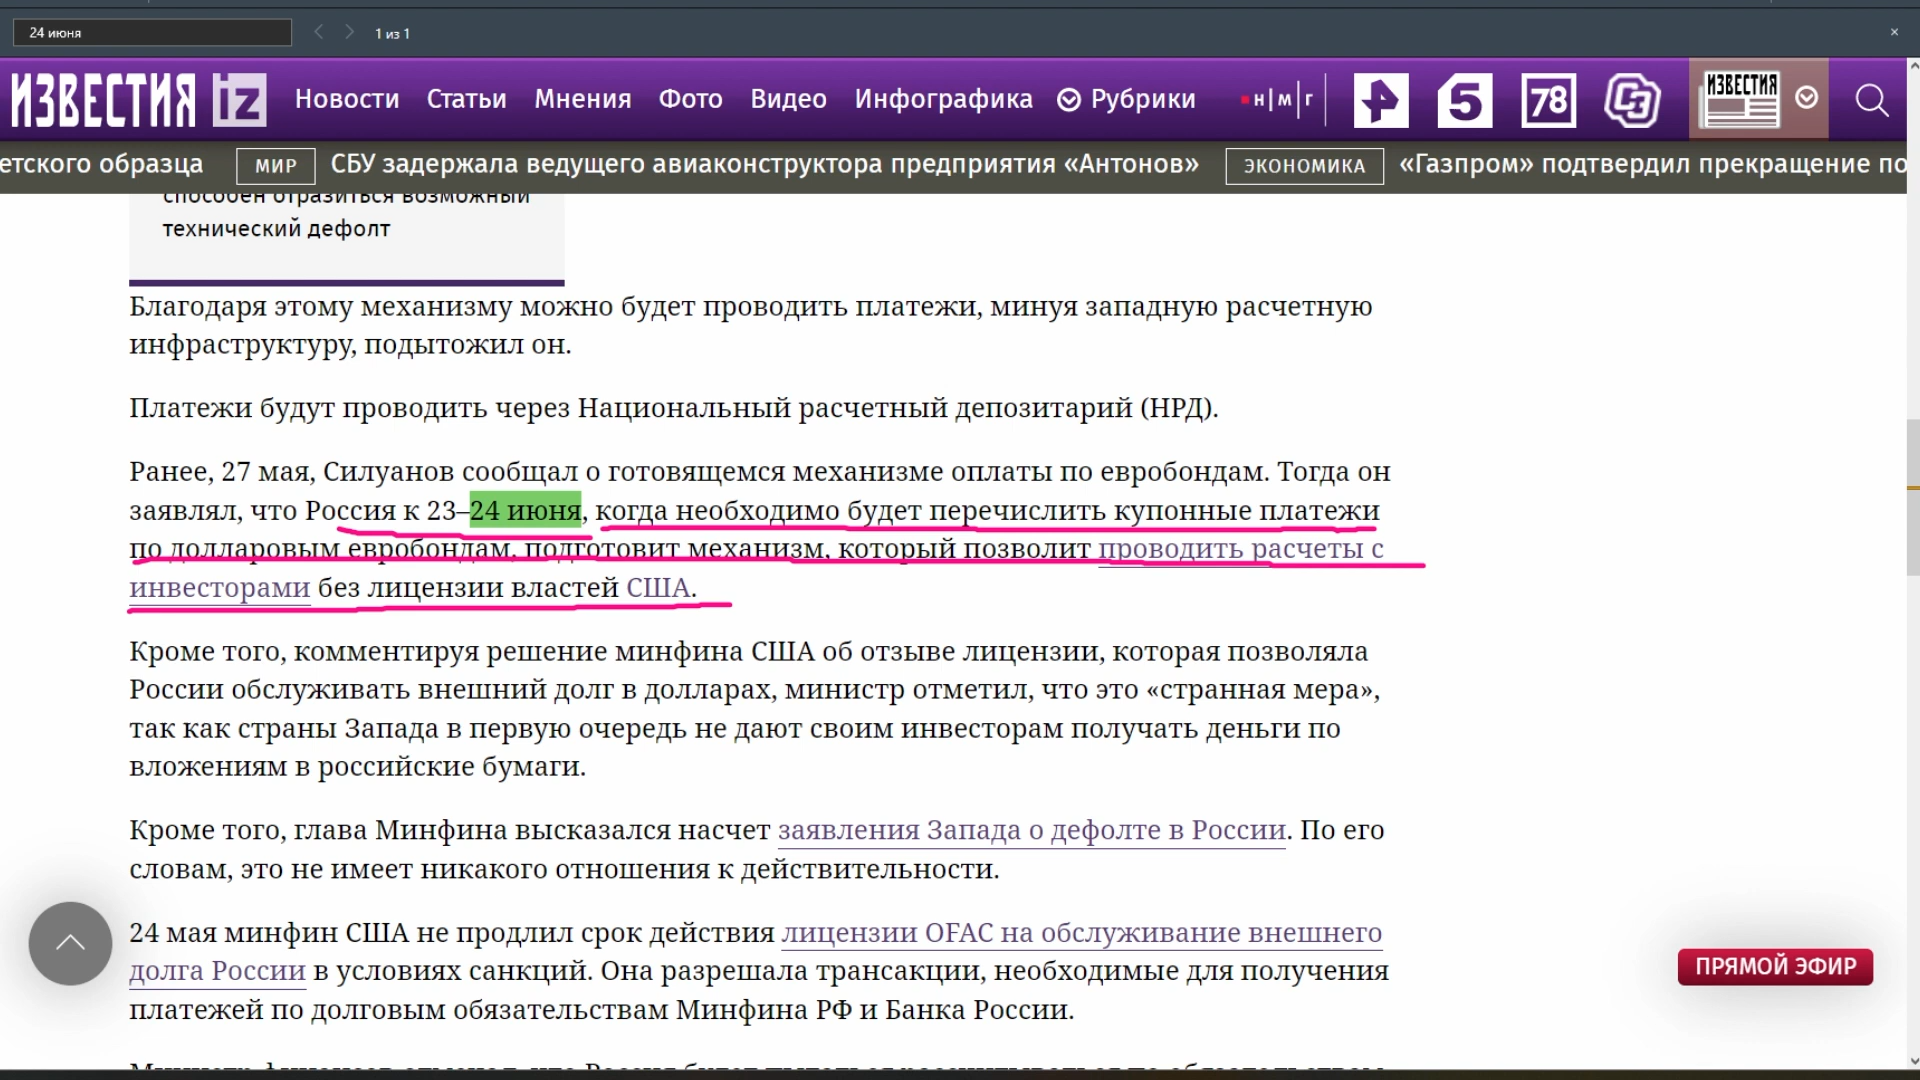 24 июня
1 из 1
ИЗВЕСТИЯ iz Новости Статьи Мнения Фото Видео Инфографика Рубрики н|м|г 5 78 ИЗВЕСТИЯ
етского образца МИР СБУ задержала ведущего авиаконструктора предприятия «Антонов» ЭКОНОМИКА «Газпром» подтвердил прекращение по
способен отразиться возможный
технический дефолт
Благодаря этому механизму можно будет проводить платежи, минуя западную расчетную
инфраструктуру, подытожил он.
Платежи будут проводить через Национальный расчетный депозитарий (НРД).
Ранее, 27 мая, Силуанов сообщал о готовящемся механизме оплаты по евробондам. Тогда он
заявлял, что Россия к 23–24 июня, когда необходимо будет перечислить купонные платежи
по долларовым евробондам, подготовит механизм, который позволит проводить расчеты с
инвесторами без лицензии властей США.
Кроме того, комментируя решение минфина США об отзыве лицензии, которая позволяла
России обслуживать внешний долг в долларах, министр отметил, что это «странная мера»,
так как страны Запада в первую очередь не дают своим инвесторам получать деньги по
вложениям в российские бумаги.
Кроме того, глава Минфина высказался насчет заявления Запада о дефолте в России. По его
словам, это не имеет никакого отношения к действительности.
24 мая минфин США не продлил срок действия лицензии OFAC на обслуживание внешнего
долга России в условиях санкций. Она разрешала трансакции, необходимые для получения
платежей по долговым обязательствам Минфина РФ и Банка России.
ПРЯМОЙ ЭФИР